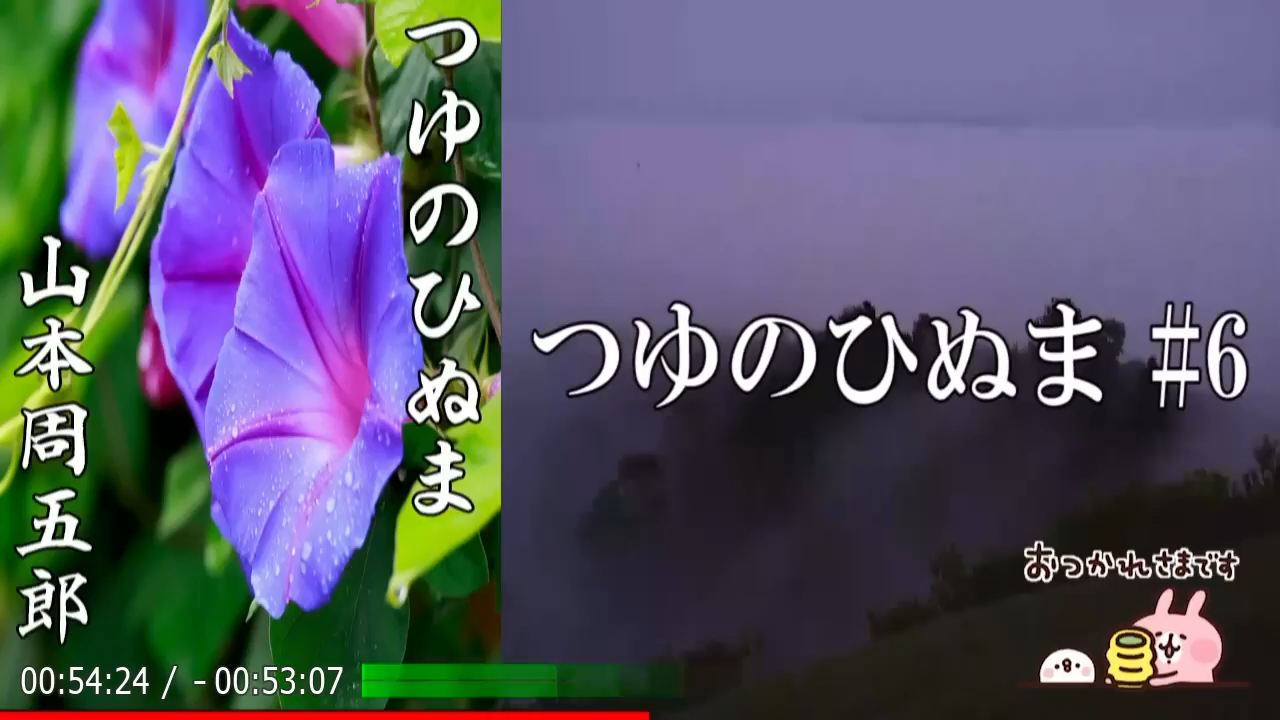 つゆのひぬま
山本周五郎
つゆのひぬま #6
おつかれさまです
00:54:24 / -00:53:07